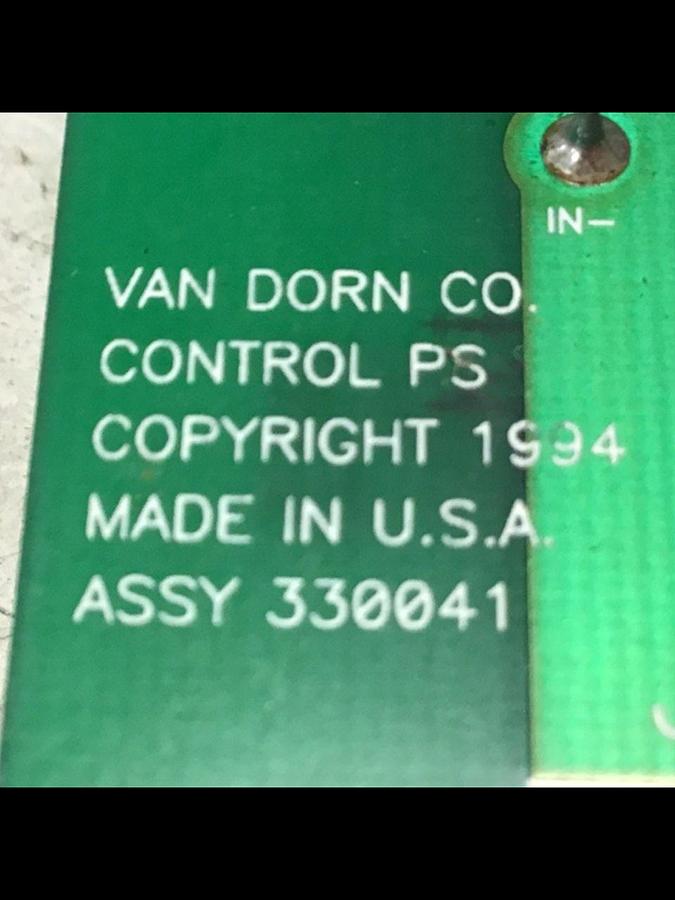 IN-
VAN DORN CO.
CONTROL PS
COPYRIGHT 1994
MADE IN U.S.A.
ASSY 330041